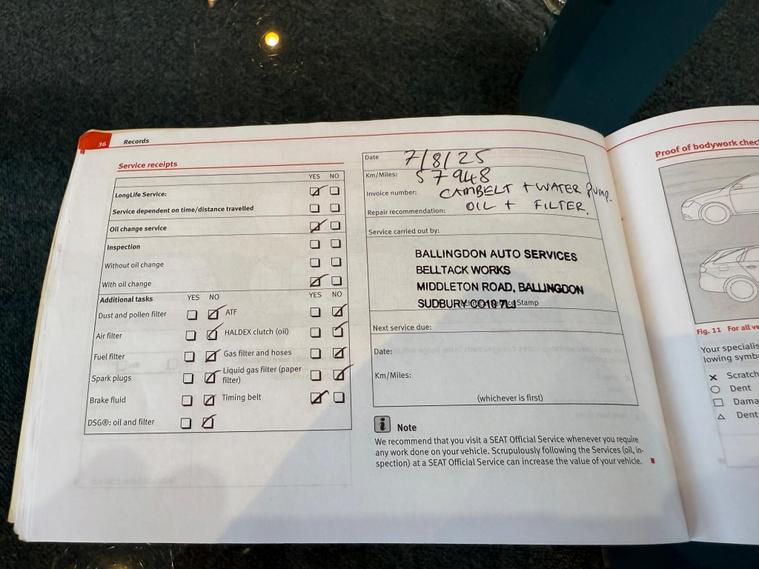 36 Records
Service receipts
YES NO
LongLife Service:
Service dependent on time/distance travelled
Oil change service
Inspection
Without oil change
With oil change
Additional tasks YES NO YES NO
Dust and pollen filter ATF
Air filter HALDEX clutch (oil)
Fuel filter Gas filter and hoses
Spark plugs Liquid gas filter (paper
filter)
Brake fluid Timing belt
DSG®: oil and filter
Date 7/8/25
Km/Miles: 57948
Invoice number: CAMBELT + WATER PUMP
Repair recommendation: OIL + FILTER.
Service carried out by:
BALLINGDON AUTO SERVICES
BELLTACK WORKS
MIDDLETON ROAD, BALLINGDON
SUDBURY CO10 7LJ Stamp
Next service due:
Date:
Km/Miles:
(whichever is first)
i Note
We recommend that you visit a SEAT Official Service whenever you require
any work done on your vehicle. Scrupulously following the Services (oil, in-
spection) at a SEAT Official Service can increase the value of your vehicle.
Proof of bodywork chec
Fig. 11 For all ve
Your specialis
lowing symb
Scratch
Dent
Dama
Dent